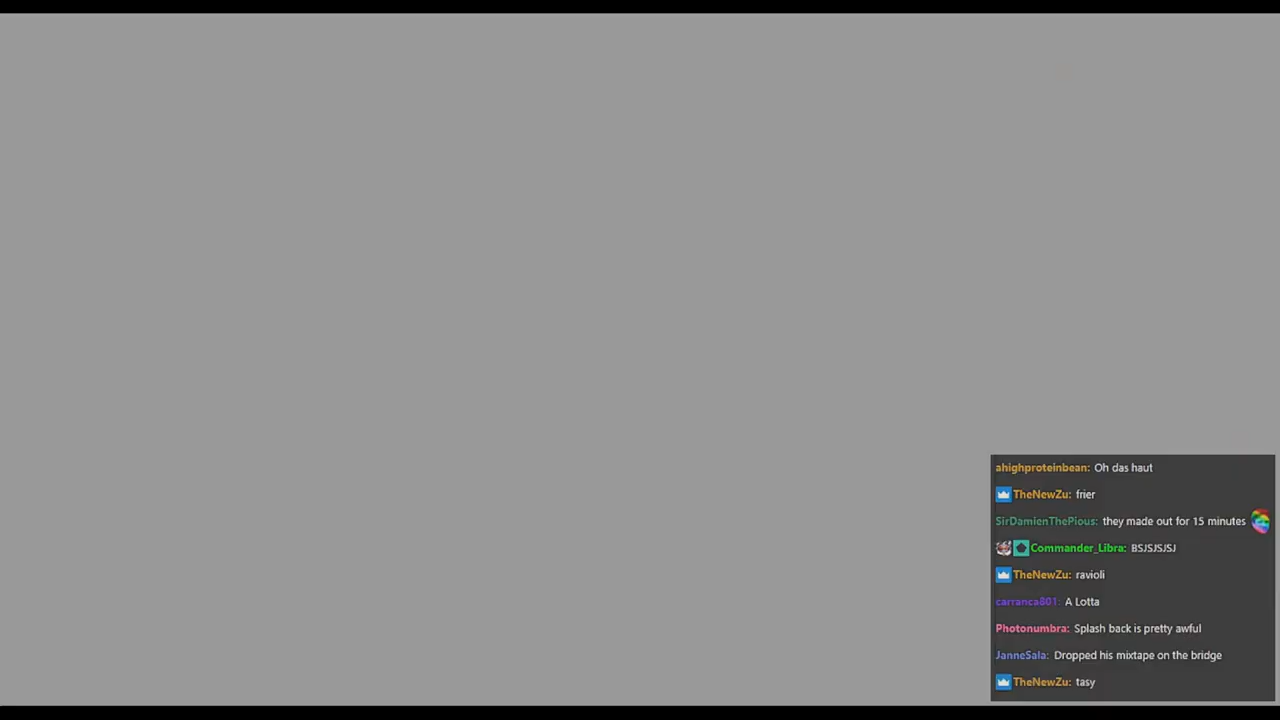 ahighproteinbean: Oh das haut
TheNewZu: frier
SirDamienThePious: they made out for 15 minutes
Commander_Libra: BSJSJSJSJ
TheNewZu: ravioli
carranca801: A Lotta
Photonumbra: Splash back is pretty awful
JanneSala: Dropped his mixtape on the bridge
TheNewZu: tasy